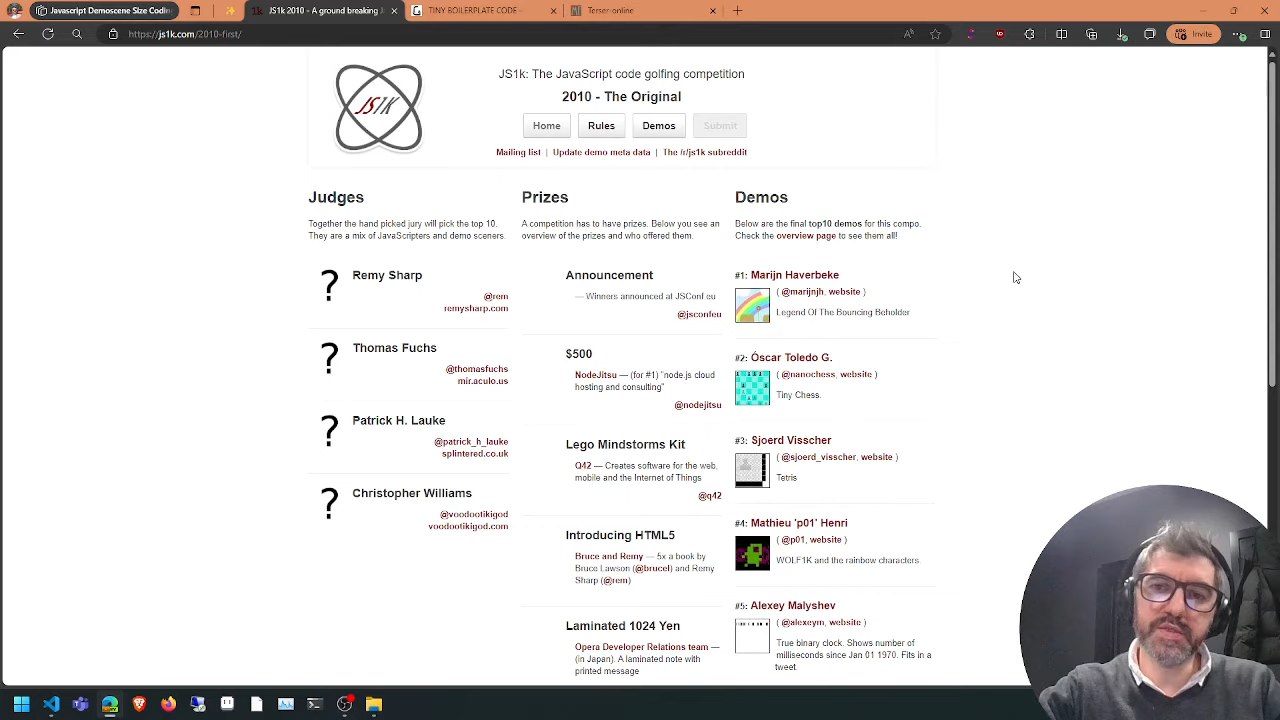 Javascript Demoscene Size Coding
JS1K 2010 - A ground breaking J
TINY BOILERPLATE CODE -
Terser-online
https://js1k.com/2010-first/
Invite
JS1K
JS1k: The JavaScript code golfing competition
2010 - The Original
Home
Rules
Demos
Submit
Mailing list | Update demo meta data | The /r/js1k subreddit
Judges
Together the hand picked jury will pick the top 10.
They are a mix of JavaScripters and demo sceners.
? Remy Sharp
@rem
remysharp.com
? Thomas Fuchs
@thomasfuchs
mir.aculo.us
? Patrick H. Lauke
@patrick_h_lauke
splintered.co.uk
? Christopher Williams
@voodootikigod
voodootikigod.com
Prizes
A competition has to have prizes. Below you see an
overview of the prizes and who offered them.
Announcement
— Winners announced at JSConf eu
@jsconfeu
$500
NodeJitsu — (for #1) "node.js cloud
hosting and consulting"
@nodejitsu
Lego Mindstorms Kit
Q42 — Creates software for the web,
mobile and the Internet of Things
@q42
Introducing HTML5
Bruce and Remy — 5x a book by
Bruce Lawson (@brucel) and Remy
Sharp (@rem)
Laminated 1024 Yen
Opera Developer Relations team —
(in Japan). A laminated note with
printed message
Demos
Below are the final top10 demos for this compo.
Check the overview page to see them all!
#1: Marijn Haverbeke
( @marijnjh, website )
Legend Of The Bouncing Beholder
#2: Óscar Toledo G.
( @nanochess, website )
Tiny Chess.
#3: Sjoerd Visscher
( @sjoerd_visscher, website )
Tetris
#4: Mathieu 'p01' Henri
( @p01, website )
WOLF1K and the rainbow characters.
#5: Alexey Malyshev
( @alexeym, website )
True binary clock. Shows number of
milliseconds since Jan 01 1970. Fits in a
tweet.